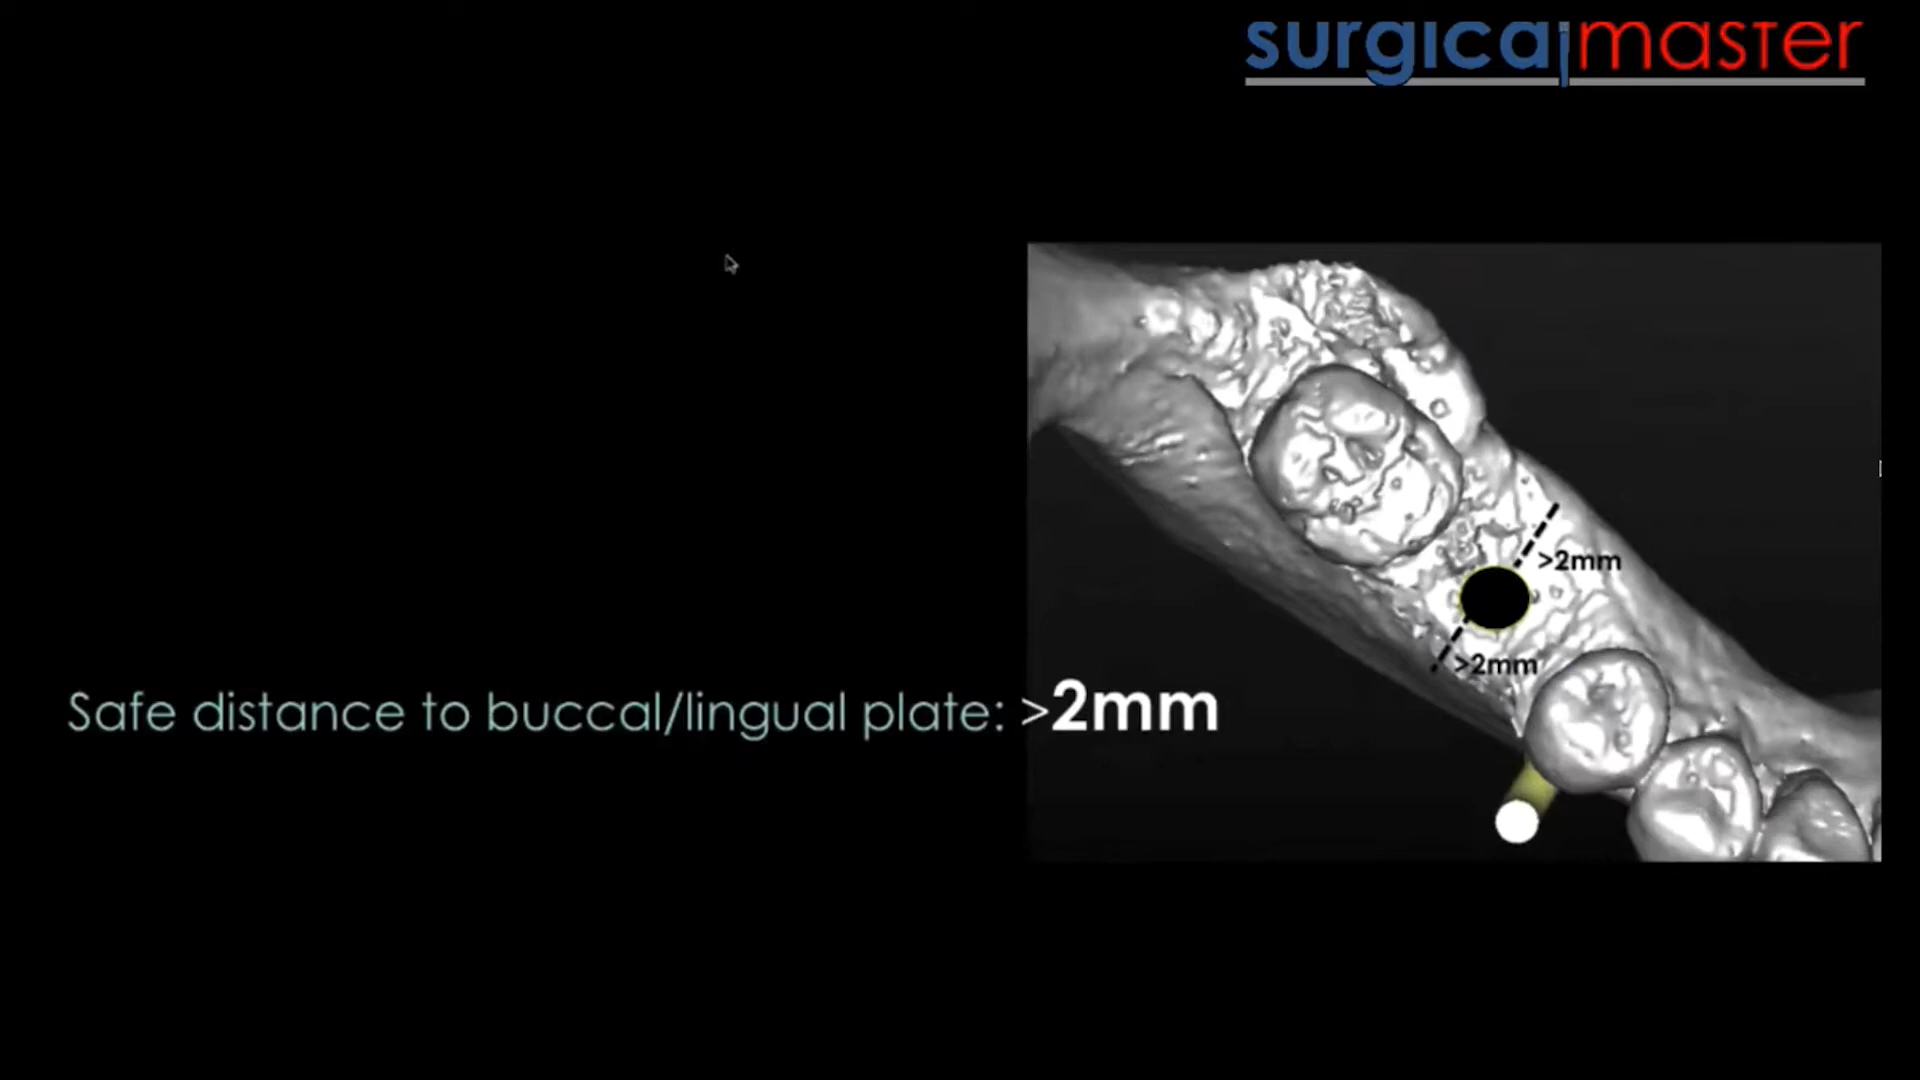 surgicalmaster
>2mm
>2mm
Safe distance to buccal/lingual plate: >2mm